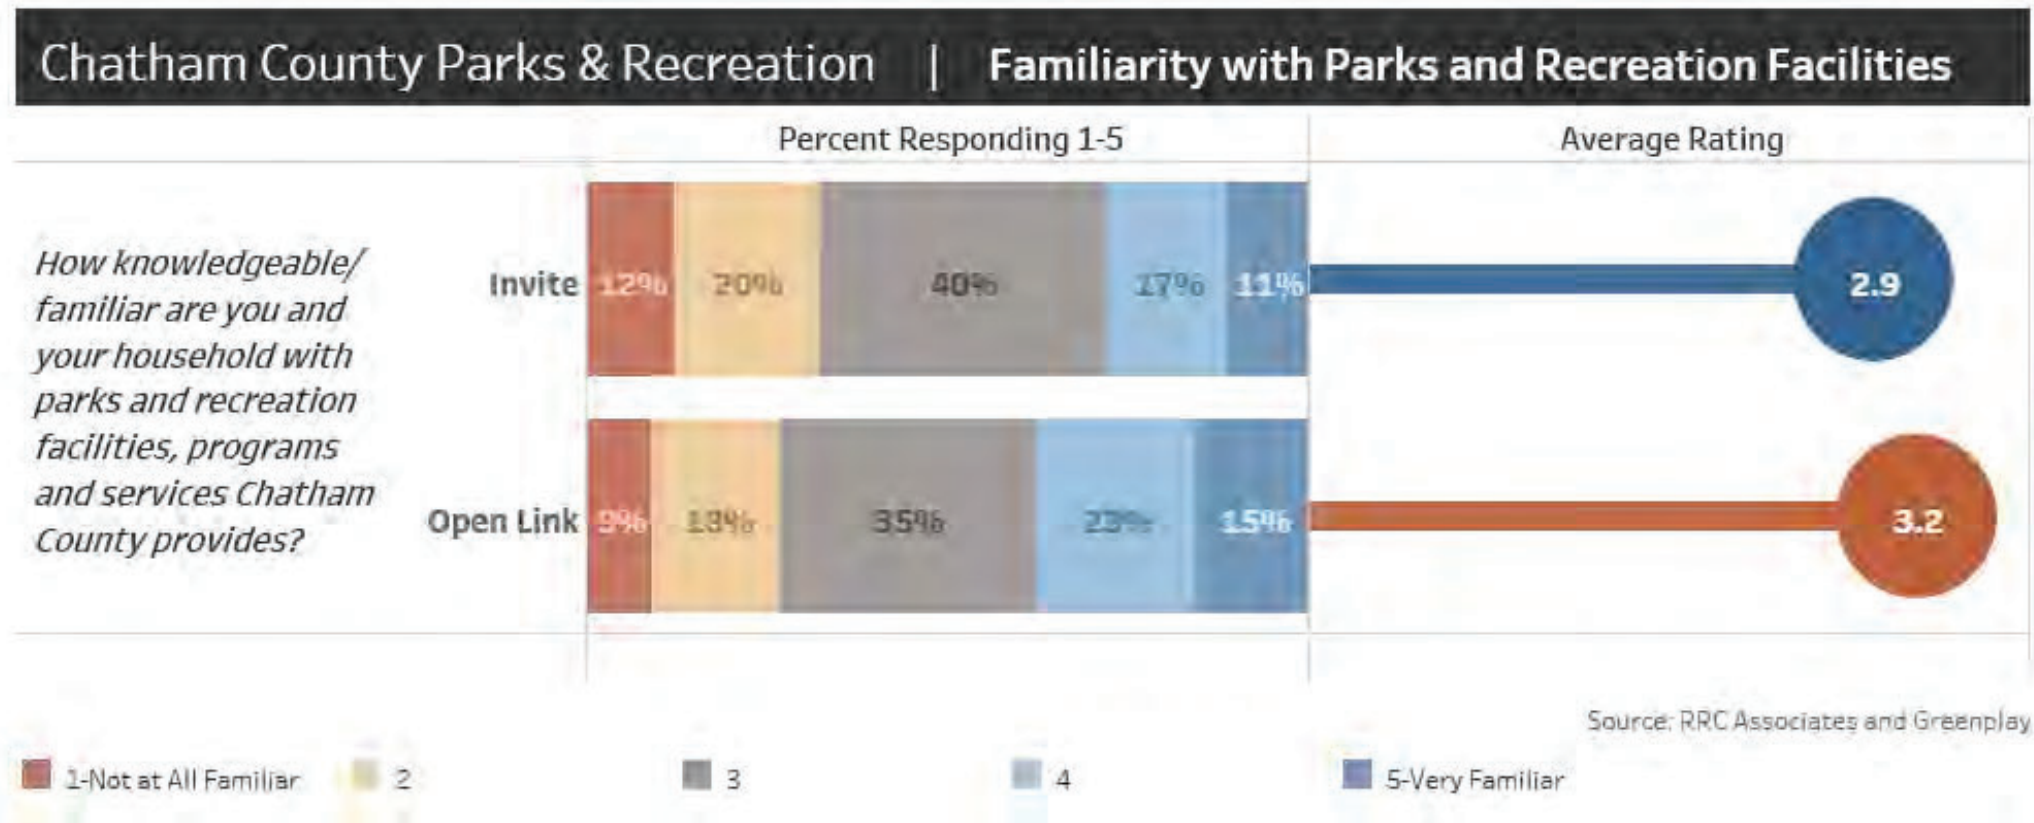 Chatham County Parks & Recreation | Familiarity with Parks and Recreation Facilities
Percent Responding 1-5
Average Rating
How knowledgeable/
familiar are you and
your household with
parks and recreation
facilities, programs
and services Chatham
County provides?
Invite 12% 20% 40% 17% 11% 2.9
Open Link 9% 18% 35% 15% 3.2
Source: RRC Associates and Greenplay
1-Not at All Familiar 2 3 4 5-Very Familiar